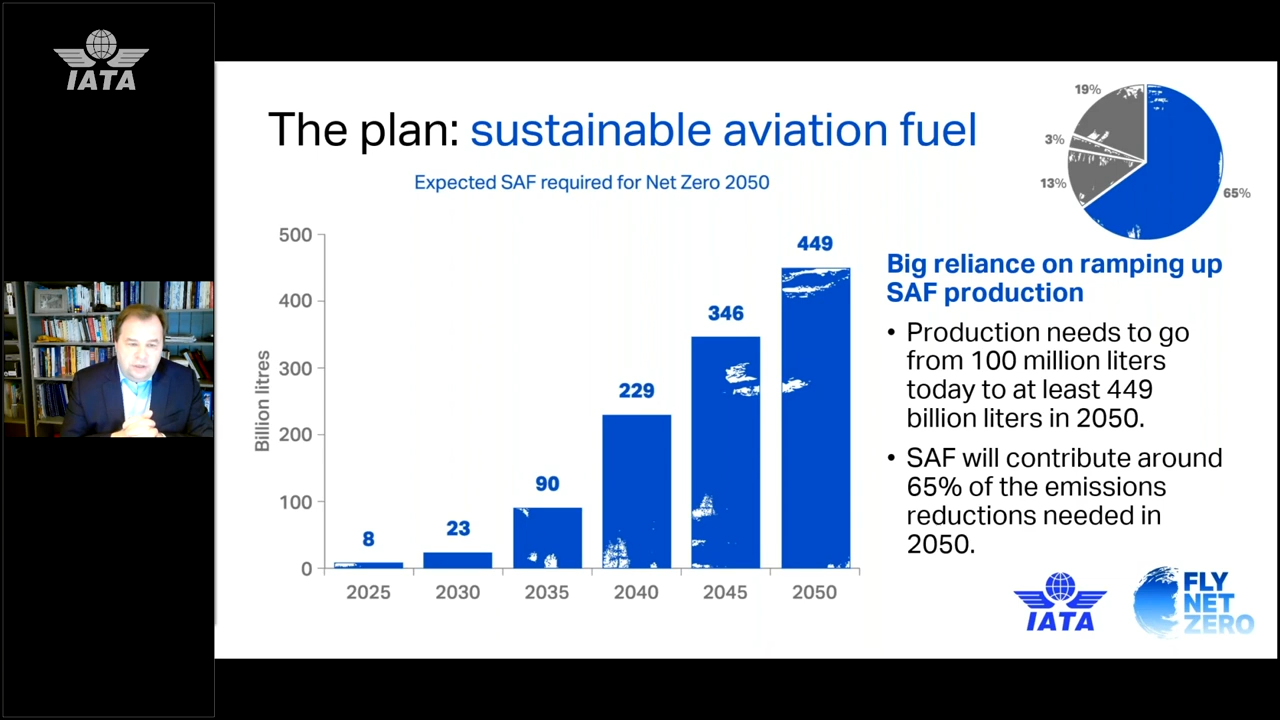 IATA
The plan: sustainable aviation fuel
Expected SAF required for Net Zero 2050
Billion litres
500
400
300
200
100
0
8
23
90
229
346
449
2025
2030
2035
2040
2045
2050
19%
3%
13%
65%
Big reliance on ramping up
SAF production
• Production needs to go
from 100 million liters
today to at least 449
billion liters in 2050.
• SAF will contribute around
65% of the emissions
reductions needed in
2050.
IATA
FLY
NET
ZERO